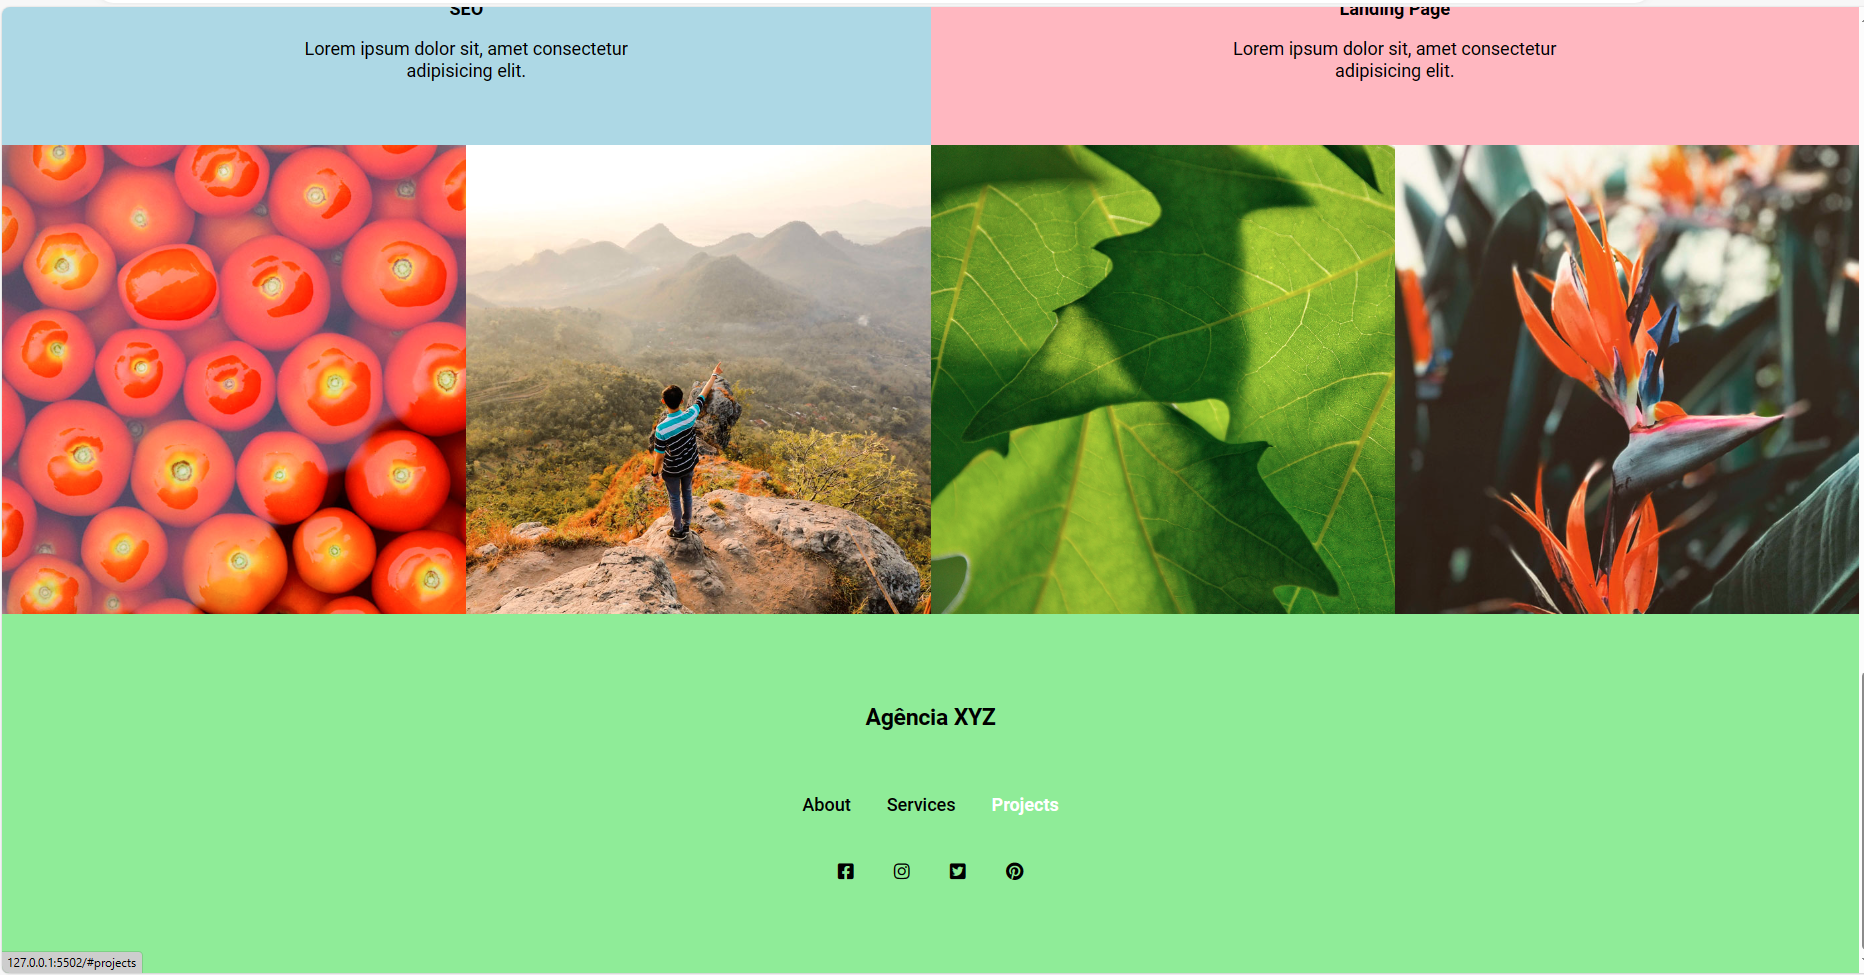 SEO
Lorem ipsum dolor sit, amet consectetur
adipisicing elit.
Landing Page
Lorem ipsum dolor sit, amet consectetur
adipisicing elit.
Agência XYZ
About Services Projects
127.0.0.1:5502/#projects